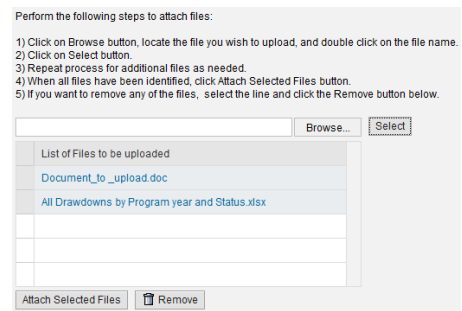 Perform the following steps to attach files:
1) Click on Browse button, locate the file you wish to upload, and double click on the file name.
2) Click on Select button.
3) Repeat process for additional files as needed.
4) When all files have been identified, click Attach Selected Files button.
5) If you want to remove any of the files, select the line and click the Remove button below.
Browse... Select
List of Files to be uploaded
Document_to _upload.doc
All Drawdowns by Program year and Status.xlsx
Attach Selected Files Remove